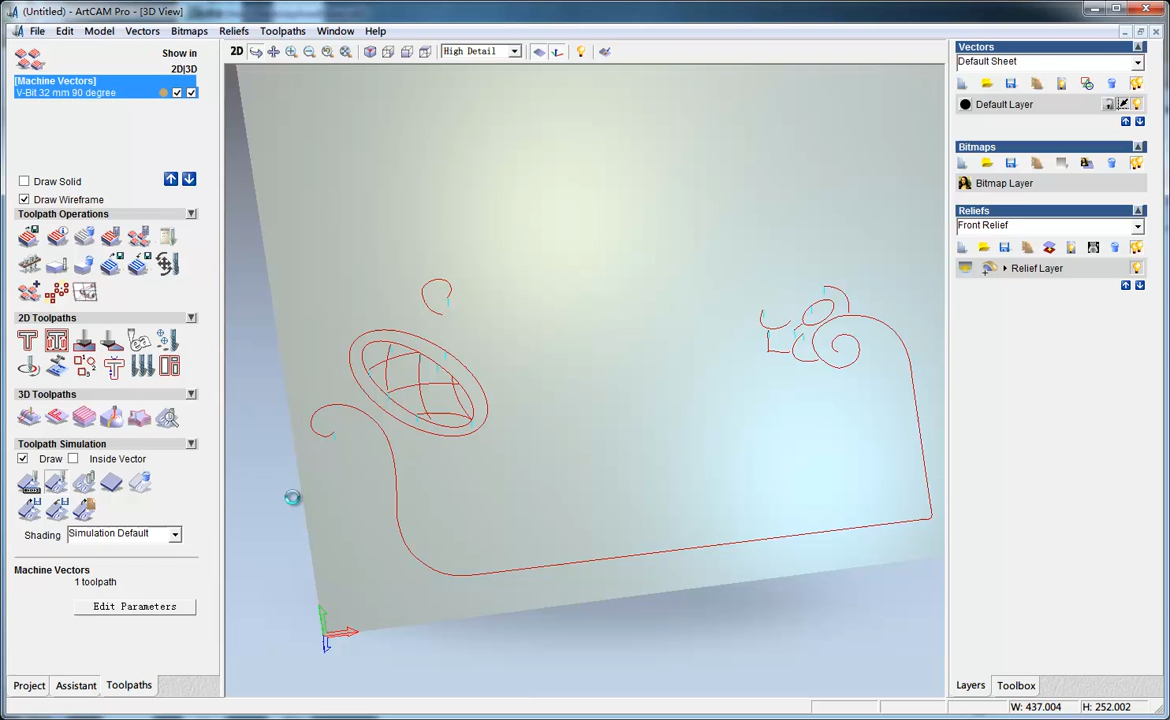 (Untitled) - ArtCAM Pro - [3D View]
File Edit Model Vectors Bitmaps Reliefs Toolpaths Window Help
Show in
2D|3D
[Machine Vectors]
V-Bit 32 mm 90 degree
Draw Solid
Draw Wireframe
Toolpath Operations
2D Toolpaths
3D Toolpaths
Toolpath Simulation
Draw Inside Vector
Shading Simulation Default
Machine Vectors
1 toolpath
Edit Parameters
Project Assistant Toolpaths
2D High Detail
Vectors
Default Sheet
Default Layer
Bitmaps
Bitmap Layer
Reliefs
Front Relief
Relief Layer
Layers Toolbox
W: 437.004 H: 252.002